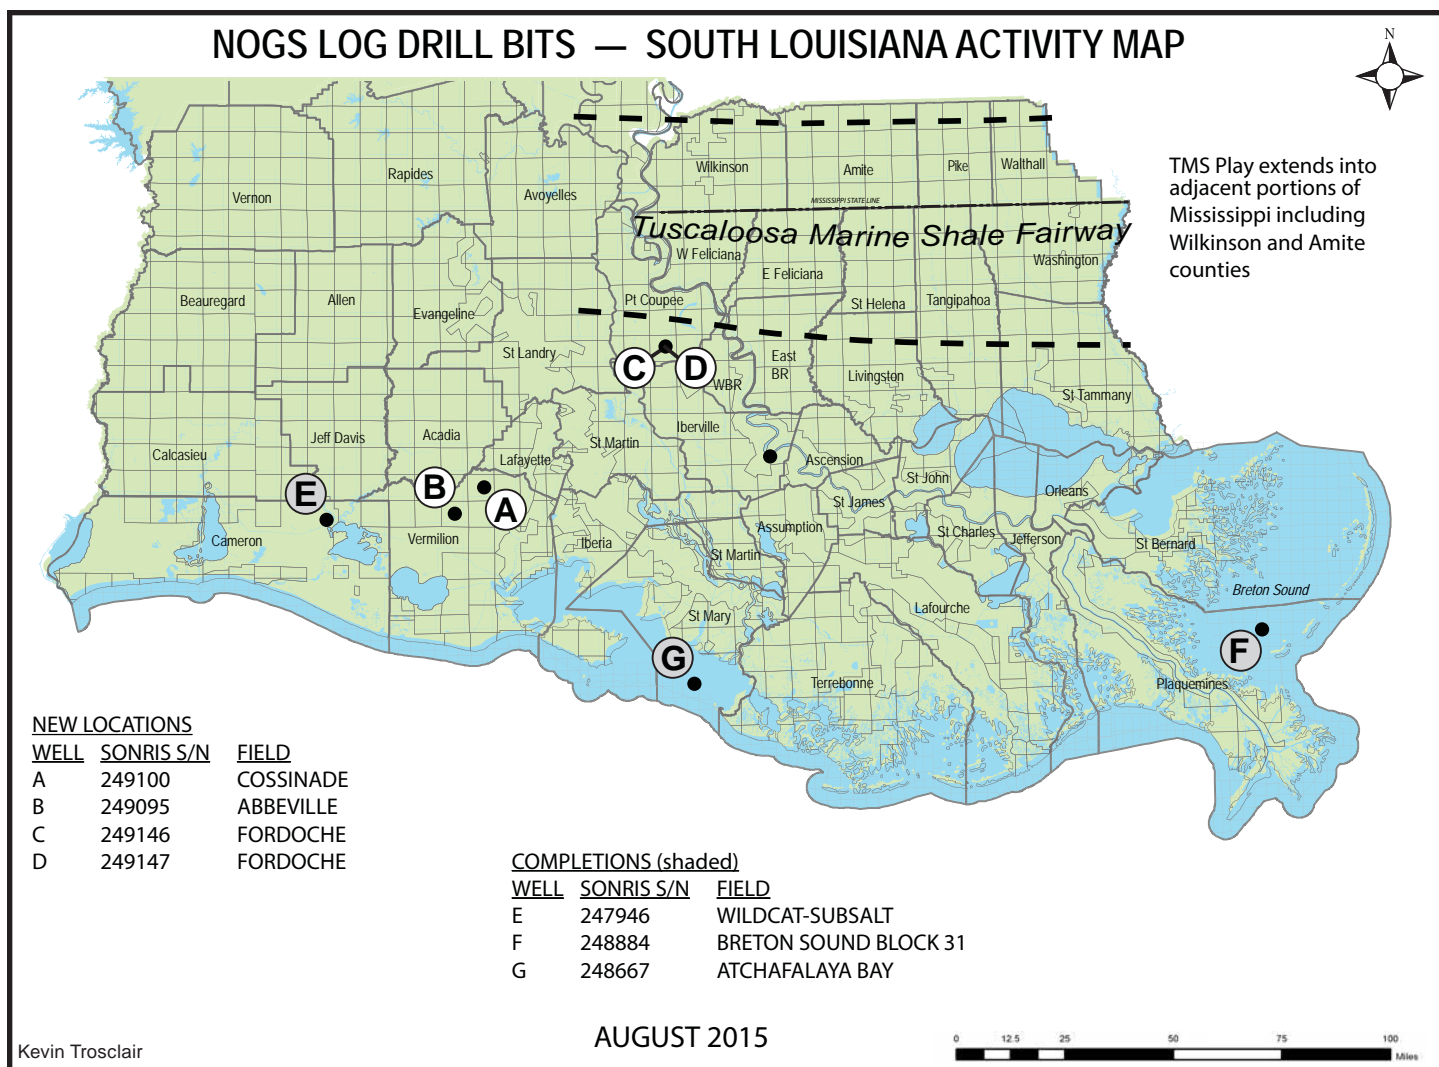 NOGS LOG DRILL BITS — SOUTH LOUISIANA ACTIVITY MAP
N
TMS Play extends into
adjacent portions of
Mississippi including
Wilkinson and Amite
counties
Wilkinson
Amite
Pike
Walthall
Vernon
Rapides
Avoyelles
MISSISSIPPI STATE LINE
Tuscaloosa Marine Shale Fairway
W Feliciana
E Feliciana
Washington
Beauregard
Allen
Evangeline
Pt Coupee
St Helena
Tangipahoa
St Landry
C
D
WBR
East
BR
Livingston
St Tammany
Calcasieu
Jeff Davis
Acadia
Lafayette
St Martin
Iberville
Ascension
St John
Orleans
E
B
A
St James
Cameron
Vermilion
Iberia
St Martin
Assumption
St Charles
Jefferson
St Bernard
Breton Sound
St Mary
Lafourche
G
F
Terrebonne
Plaquemines
NEW LOCATIONS
WELL SONRIS S/N FIELD
A 249100 COSSINADE
B 249095 ABBEVILLE
C 249146 FORDOCHE
D 249147 FORDOCHE
COMPLETIONS (shaded)
WELL SONRIS S/N FIELD
E 247946 WILDCAT-SUBSALT
F 248884 BRETON SOUND BLOCK 31
G 248667 ATCHAFALAYA BAY
AUGUST 2015
Kevin Trosclair
0 12.5 25 50 75 100
Miles